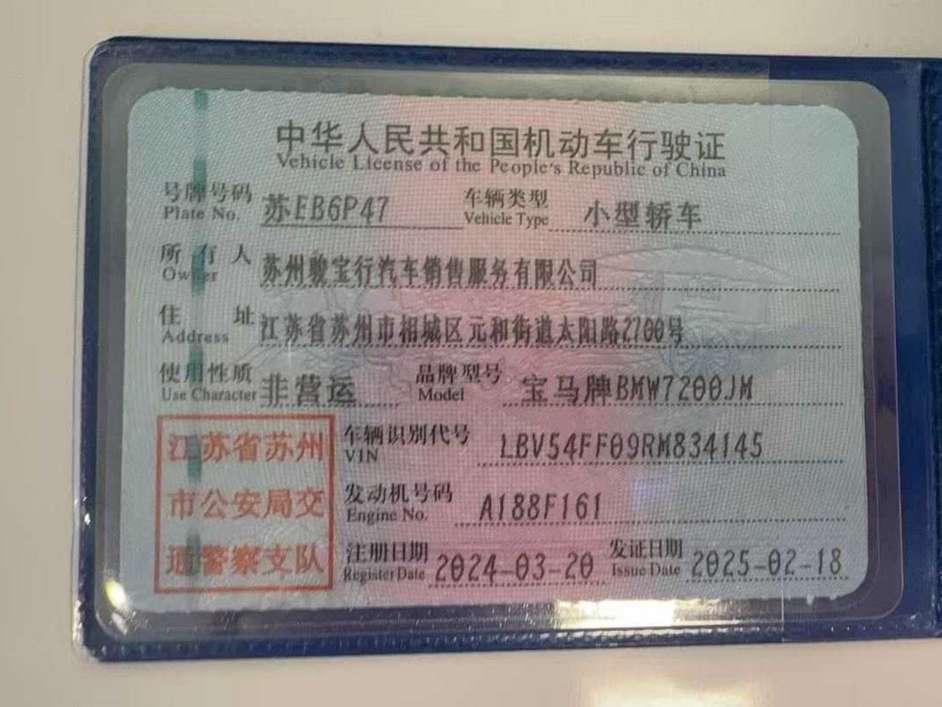 中华人民共和国机动车行驶证
Vehicle License of the People's Republic of China
号牌号码 苏EB6P47 车辆类型 小型轿车
Plate No. Vehicle Type
所有人 苏州骏宝行汽车销售服务有限公司
Owner
住址 江苏省苏州市相城区元和街道太阳路2700号
Address
使用性质 非营运 品牌型号 宝马牌BMW7200JM
Use Character Model
江苏省苏州
市公安局交
通警察支队
车辆识别代号 LBV54FF09RM834145
VIN
发动机号码 A188F161
Engine No.
注册日期 2024-03-20 发证日期 2025-02-18
Register Date Issue Date